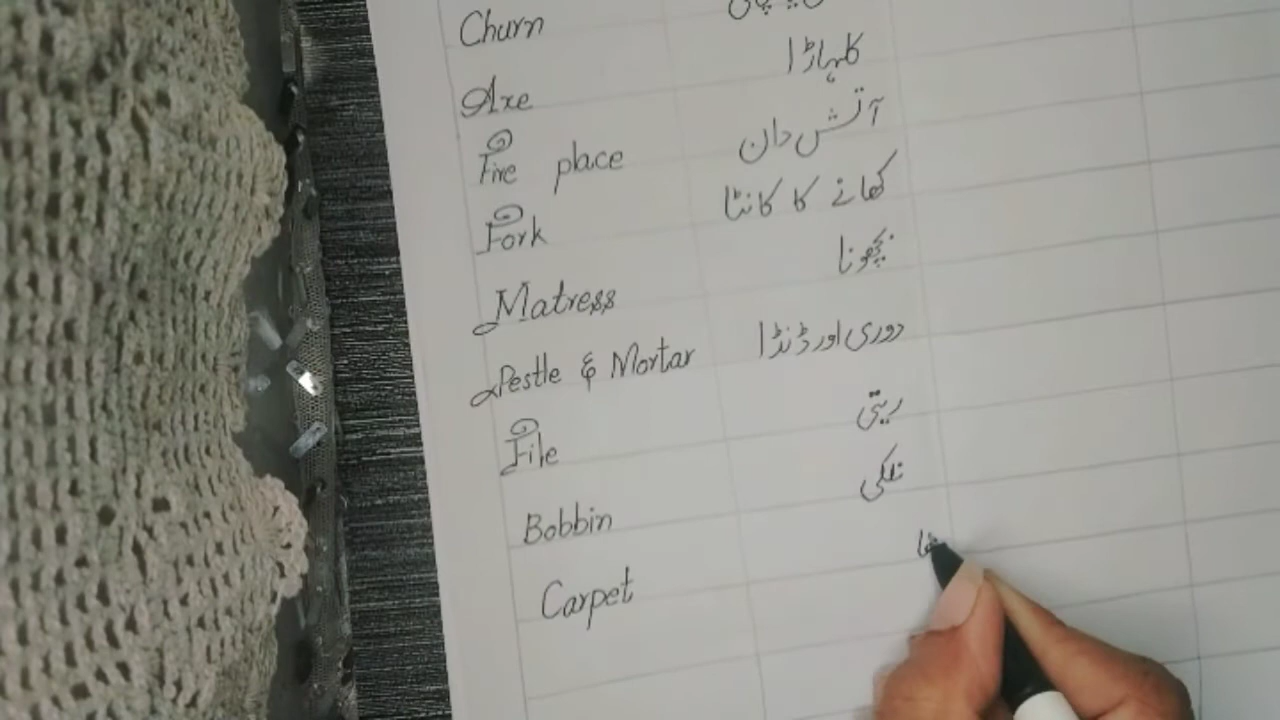 Churn
Axe کلہاڑا
Fire place آتش دان
Fork کھانے کا کانٹا
Matress بچھونا
Pestle & Mortar دوری اور ڈنڈا
File ریتی
Bobbin نلکی
Carpet